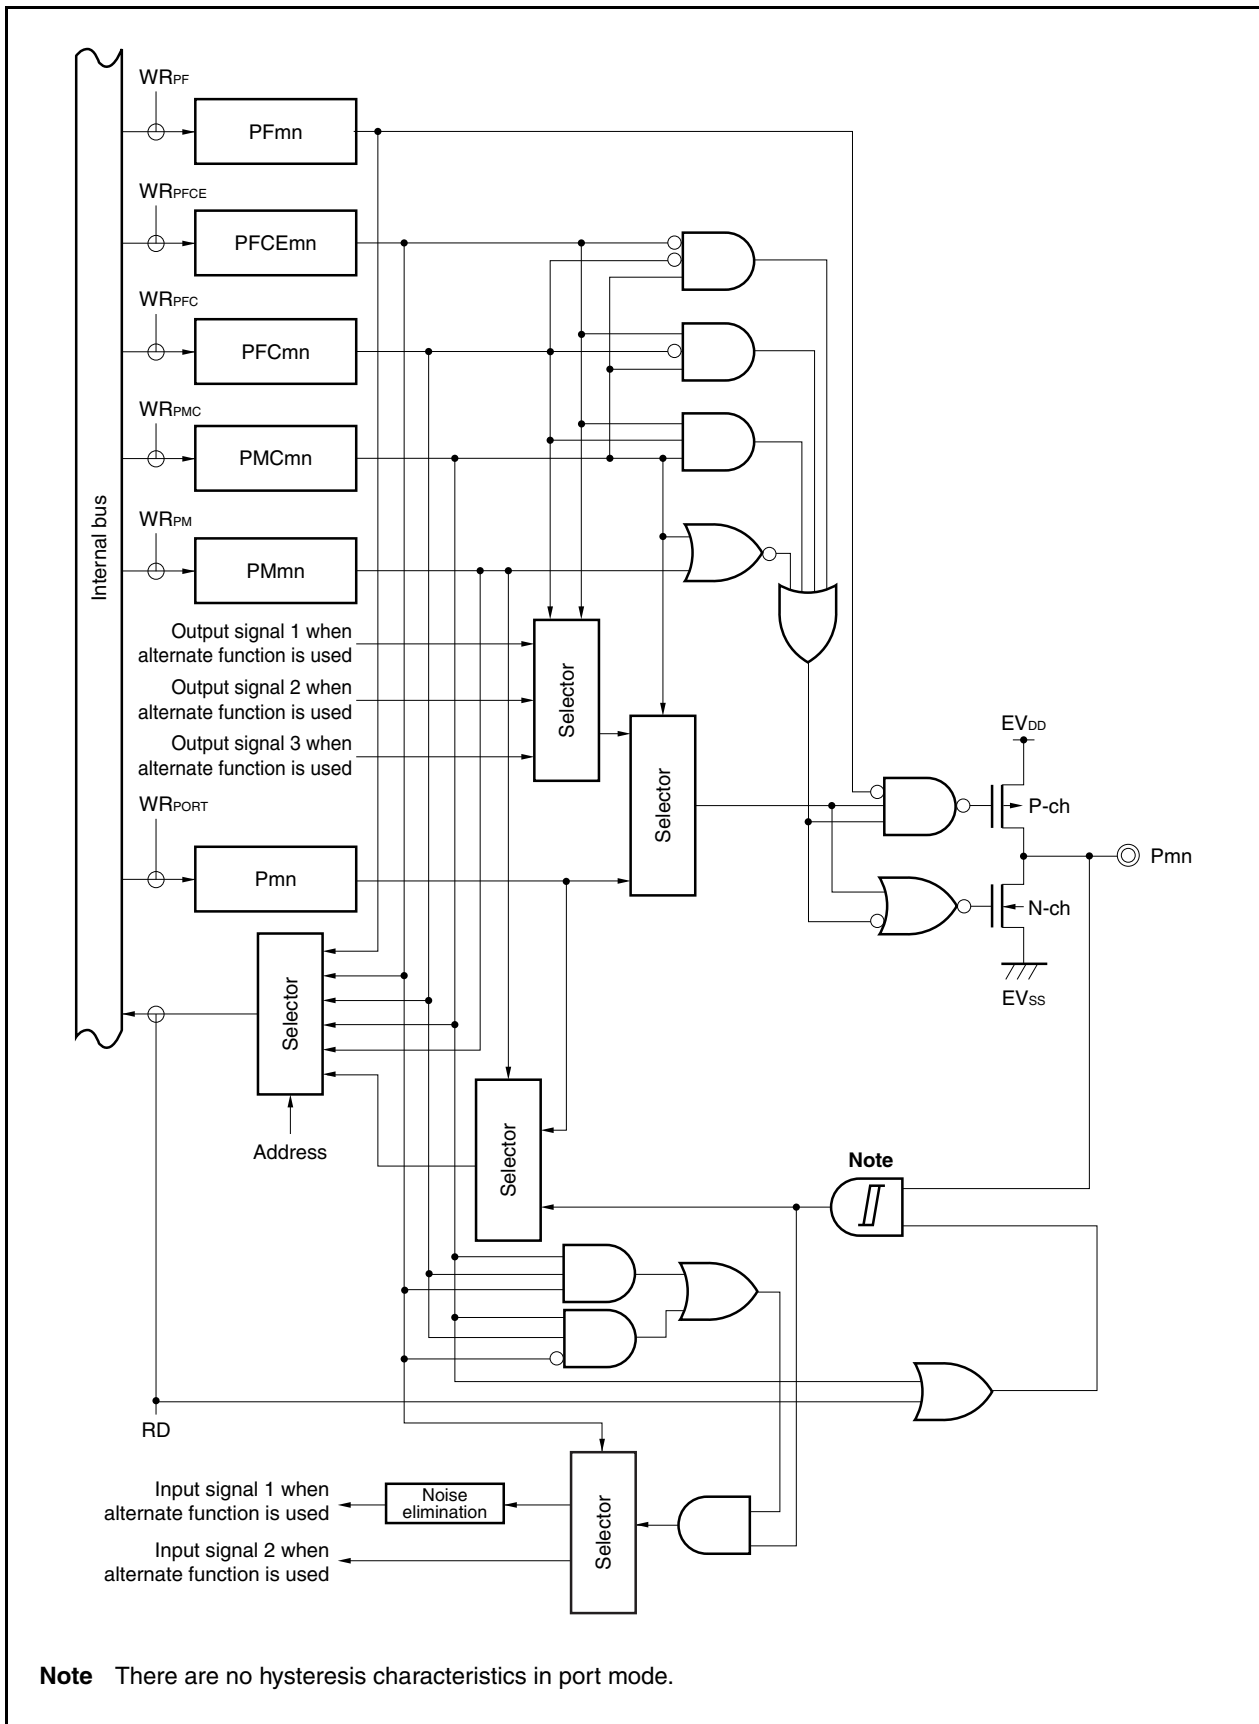 WRPF
PFmn
WRPFCE
PFCEmn
WRPFC
PFCmn
WRPMC
PMCmn
Internal bus
WRPM
PMmn
Output signal 1 when
alternate function is used
Output signal 2 when
alternate function is used
Output signal 3 when
alternate function is used
Selector
Selector
EVDD
P-ch
WRPORT
Pmn
Pmn
N-ch
EVSS
Selector
Address
Selector
Note
RD
Input signal 1 when
alternate function is used
Noise
elimination
Input signal 2 when
alternate function is used
Selector
Note There are no hysteresis characteristics in port mode.